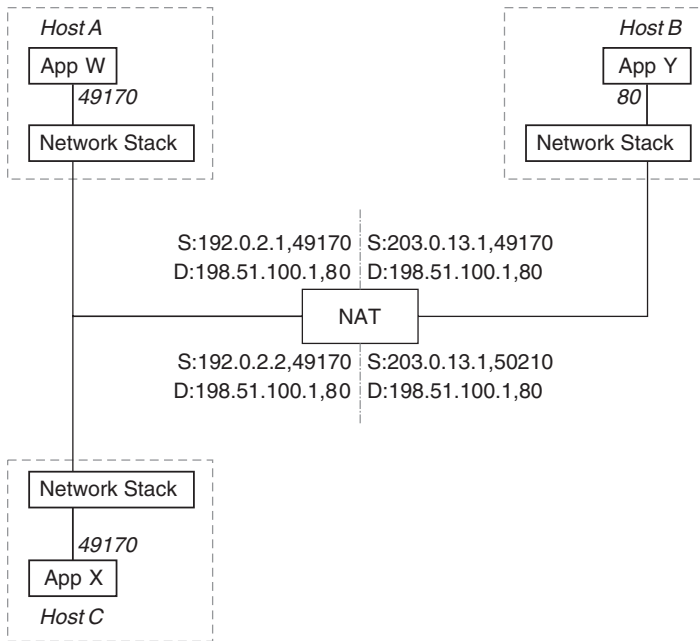 Host A
App W
49170
Network Stack
Host B
App Y
80
Network Stack
S:192.0.2.1,49170
D:198.51.100.1,80
S:203.0.13.1,49170
D:198.51.100.1,80
NAT
S:192.0.2.2,49170
D:198.51.100.1,80
S:203.0.13.1,50210
D:198.51.100.1,80
Network Stack
49170
App X
Host C